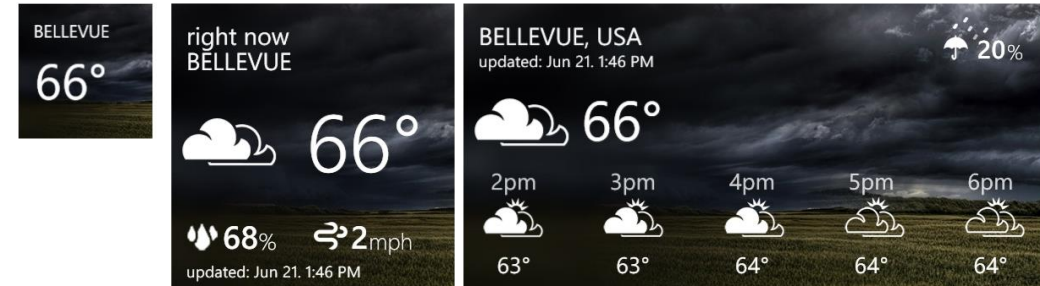 BELLEVUE
66°
right now
BELLEVUE
66°
68%
2mph
updated: Jun 21. 1:46 PM
BELLEVUE, USA
updated: Jun 21. 1:46 PM
20%
66°
2pm 3pm 4pm 5pm 6pm
63° 63° 64° 64° 64°